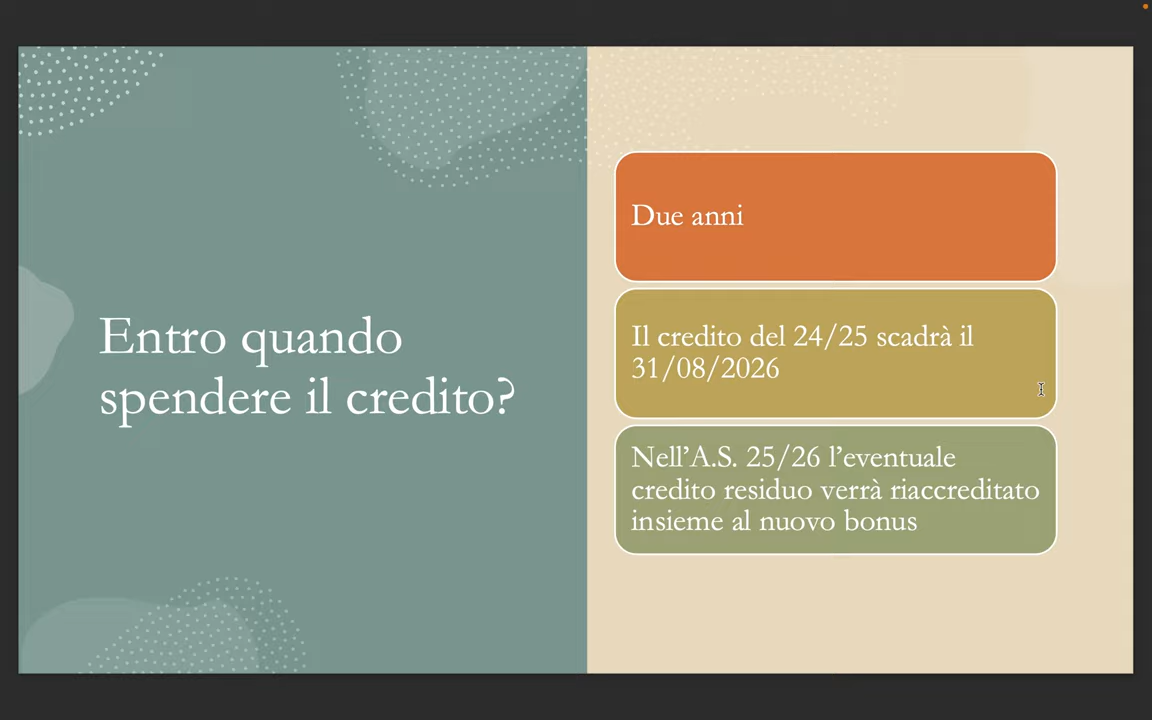 Entro quando
spendere il credito?
Due anni
Il credito del 24/25 scadrà il
31/08/2026
Nell’A.S. 25/26 l’eventuale
credito residuo verrà riaccreditato
insieme al nuovo bonus